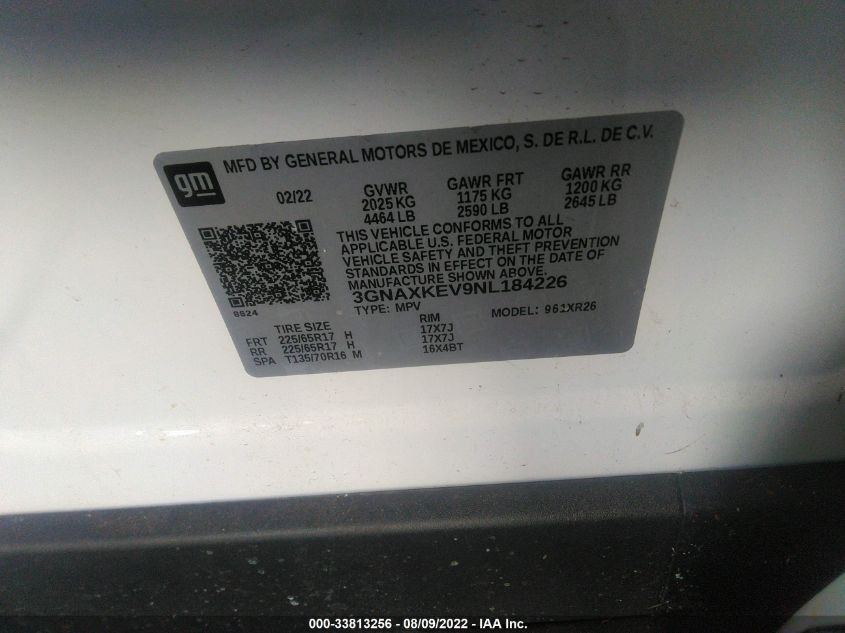 gm
MFD BY GENERAL MOTORS DE MEXICO, S. DE R.L. DE C.V.
02/22 GVWR GAWR FRT GAWR RR
2025 KG 1175 KG 1200 KG
4464 LB 2590 LB 2645 LB
THIS VEHICLE CONFORMS TO ALL
APPLICABLE U.S. FEDERAL MOTOR
VEHICLE SAFETY AND THEFT PREVENTION
STANDARDS IN EFFECT ON THE DATE OF
MANUFACTURE SHOWN ABOVE.
8824
3GNAXKEV9NL184226
TYPE: MPV MODEL: 961XR26
TIRE SIZE RIM
FRT 225/65R17 H 17X7J
RR 225/65R17 H 17X7J
SPA T135/70R16 M 16X4BT
000-33813256 - 08/09/2022 - IAA Inc.